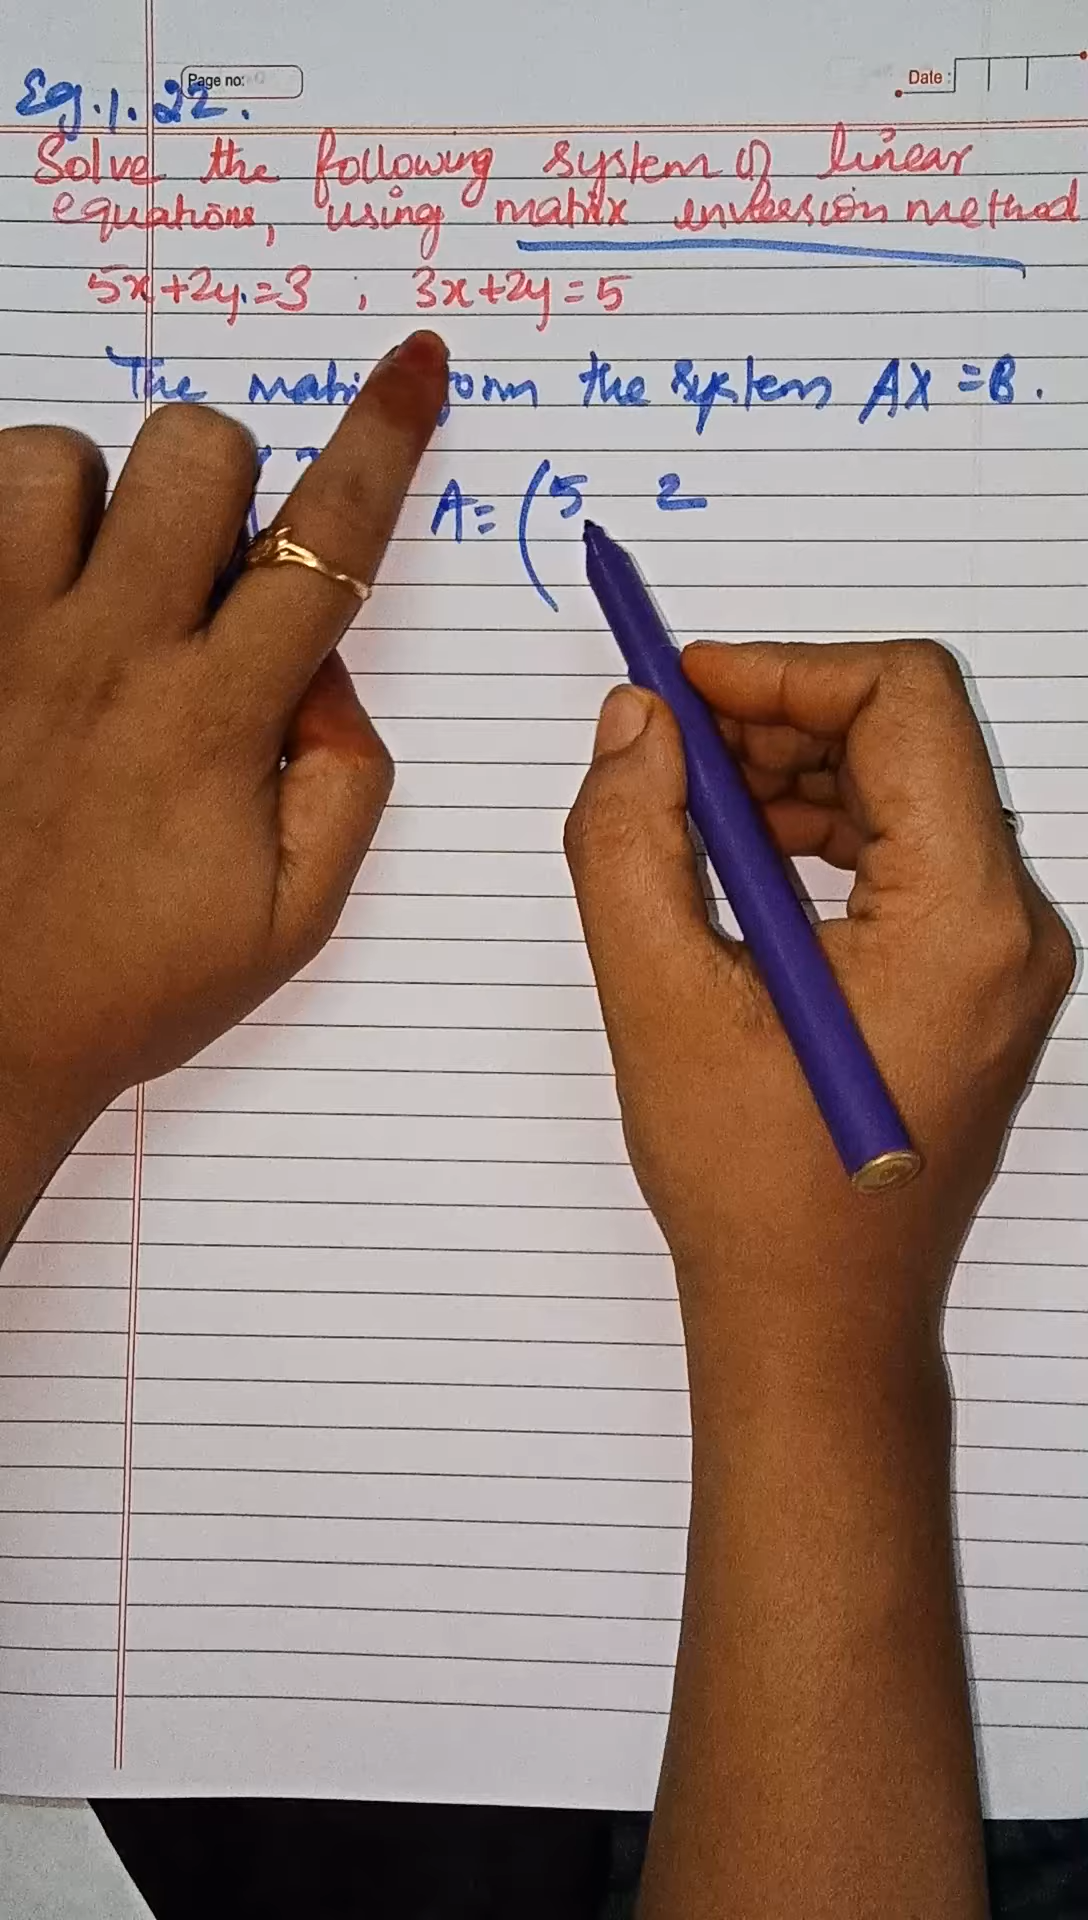 Page no:
Date :
Eg.1.22.
Solve the following system of linear
equations, using matrix inversion method
5x+2y=3 ; 3x+2y=5
The form the system AX=B.
A= (5 2